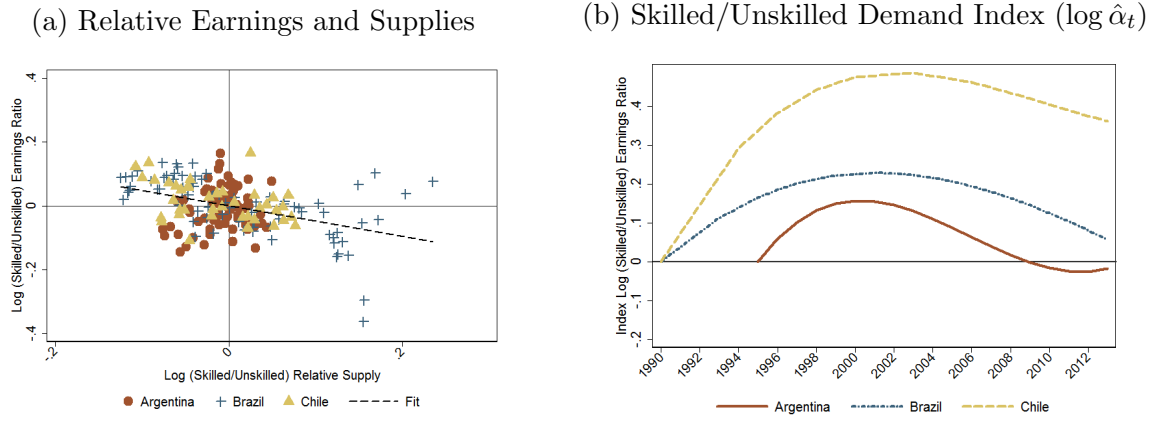 (a) Relative Earnings and Supplies
Log (Skilled/Unskilled) Earnings Ratio
.4
.2
0
-.2
-.4
-.2
0
.2
Log (Skilled/Unskilled) Relative Supply
Argentina Brazil Chile Fit
(b) Skilled/Unskilled Demand Index (log α̂ₜ)
Index Log (Skilled/Unskilled) Earnings Ratio
.4
.3
.2
.1
0
-.1
-.2
1990 1992 1994 1996 1998 2000 2002 2004 2006 2008 2010 2012
Argentina Brazil Chile